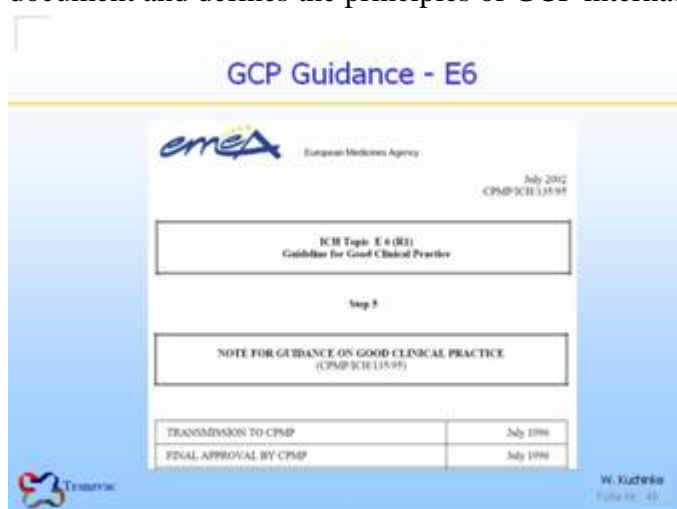 document and defines the principles of GCP interna
GCP Guidance - E6
emea
European Medicines Agency
July 2002
CPMP/ICH/135/95
ICH Topic E 6 (R1)
Guideline for Good Clinical Practice
Step 5
NOTE FOR GUIDANCE ON GOOD CLINICAL PRACTICE
(CPMP/ICH/135/95)
TRANSMISSION TO CPMP July 1996
FINAL APPROVAL BY CPMP July 1996
W. Kuchinke